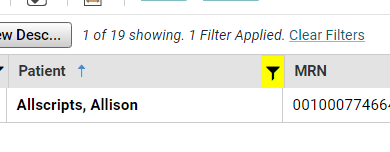 ew Desc... 1 of 19 showing. 1 Filter Applied. Clear Filters
Patient ↑ MRN
Allscripts, Allison 00100077466